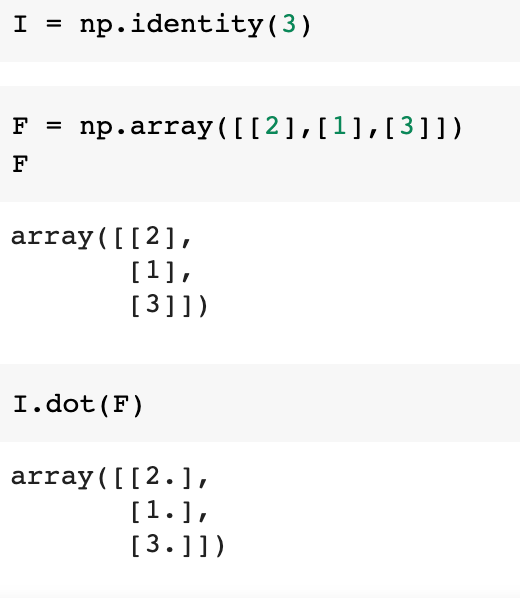 I = np.identity(3)
F = np.array([[2],[1],[3]])
F
array([[2],
       [1],
       [3]])
I.dot(F)
array([[2.],
       [1.],
       [3.]])